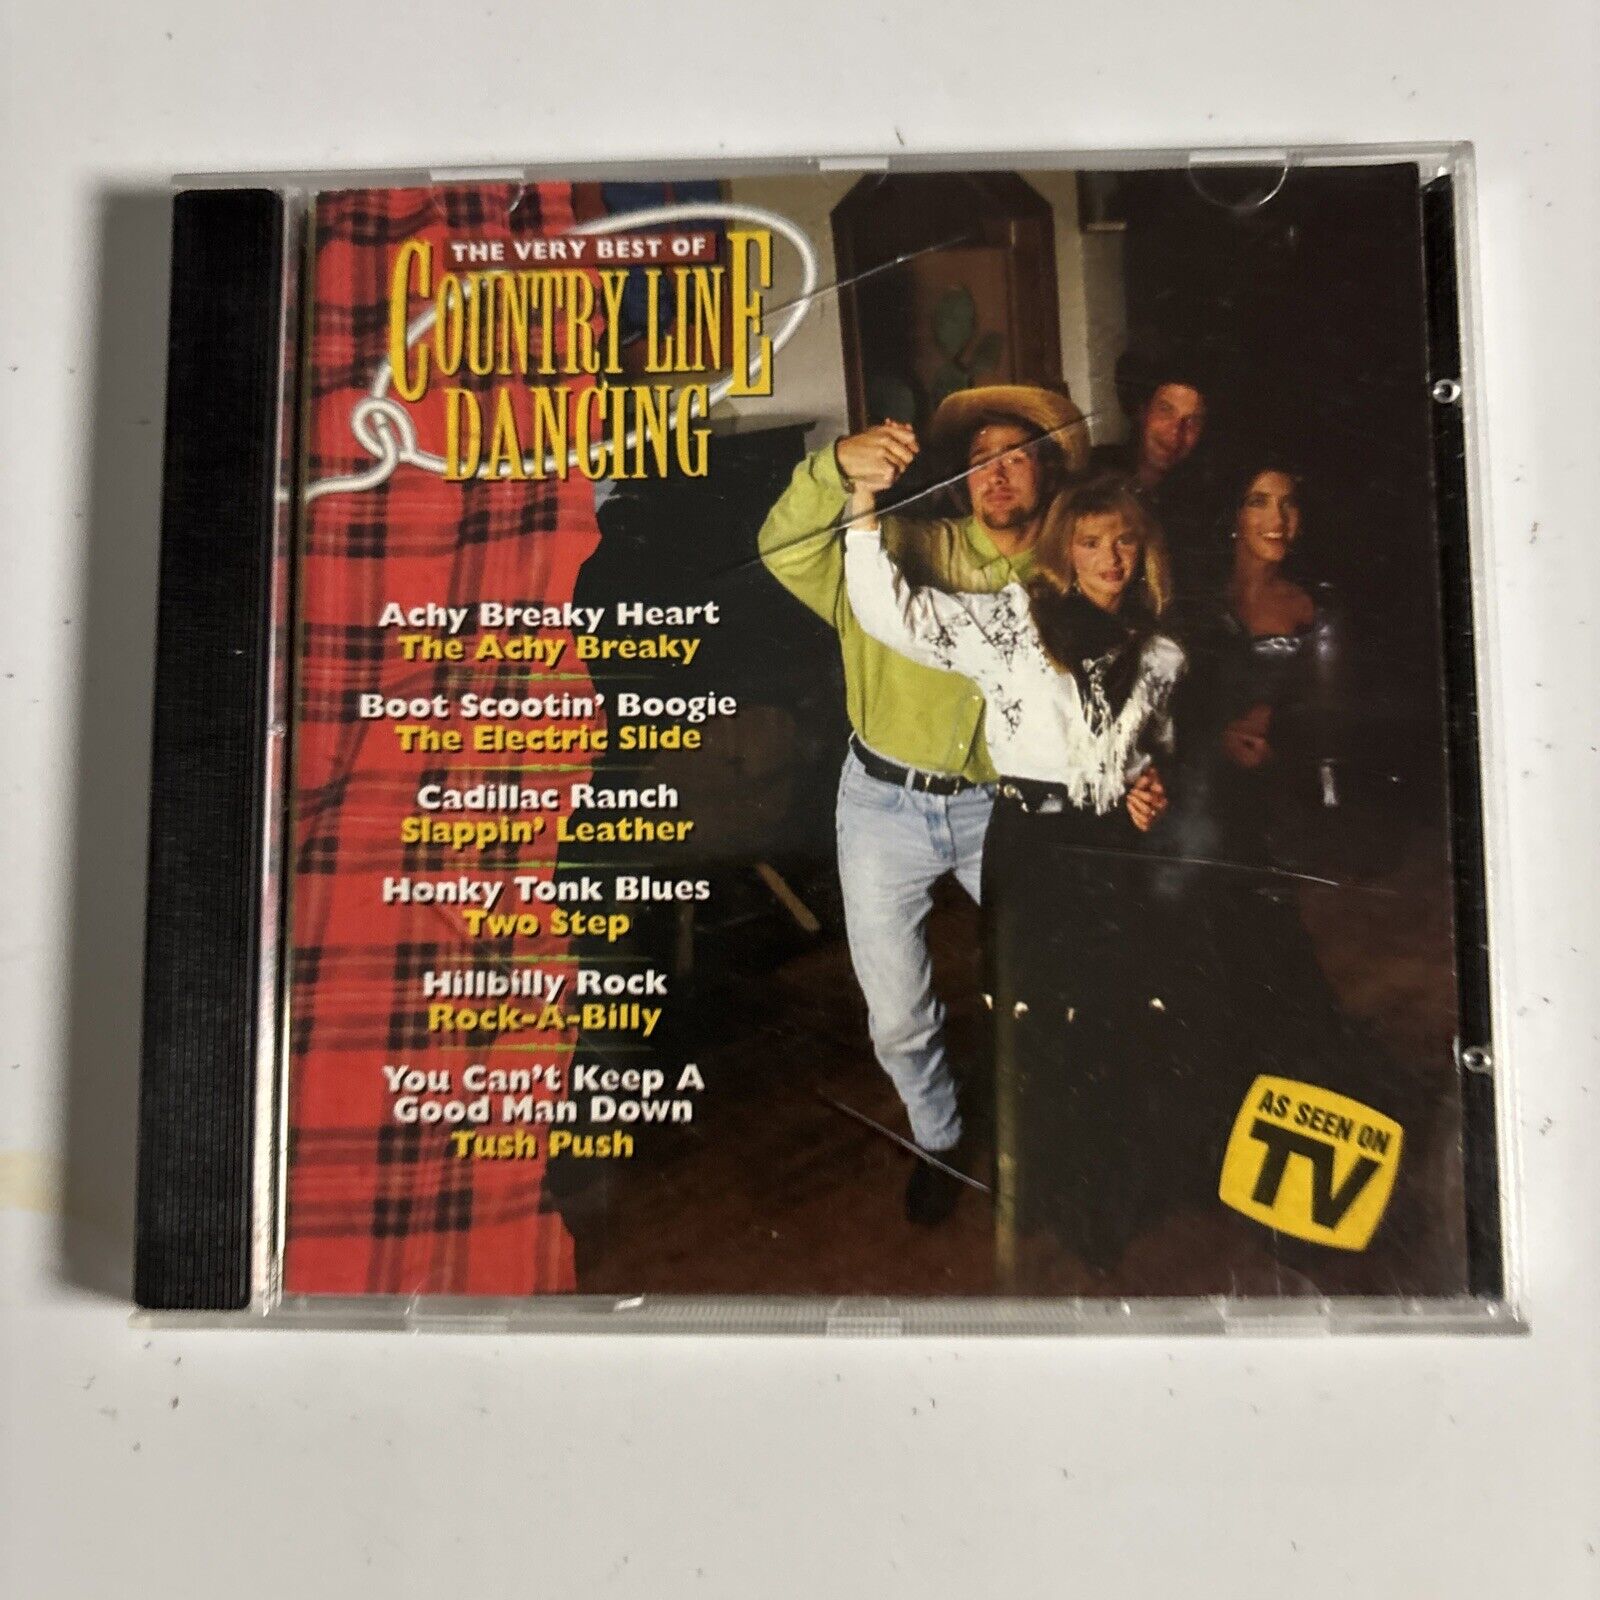 THE VERY BEST OF
COUNTRY LINE
DANCING
Achy Breaky Heart
The Achy Breaky
Boot Scootin' Boogie
The Electric Slide
Cadillac Ranch
Slappin' Leather
Honky Tonk Blues
Two Step
Hillbilly Rock
Rock-A-Billy
You Can't Keep A
Good Man Down
Tush Push
AS SEEN ON
TV